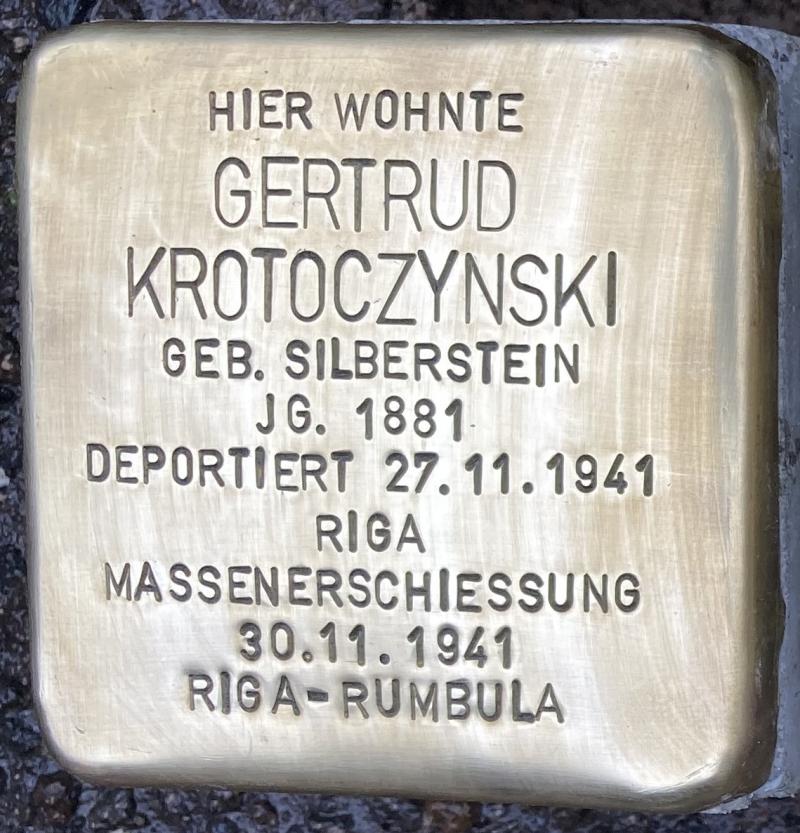 HIER WOHNTE
GERTRUD
KROTOCZYNSKI
GEB. SILBERSTEIN
JG. 1881
DEPORTIERT 27.11.1941
RIGA
MASSENERSCHIESSUNG
30.11.1941
RIGA-RUMBULA